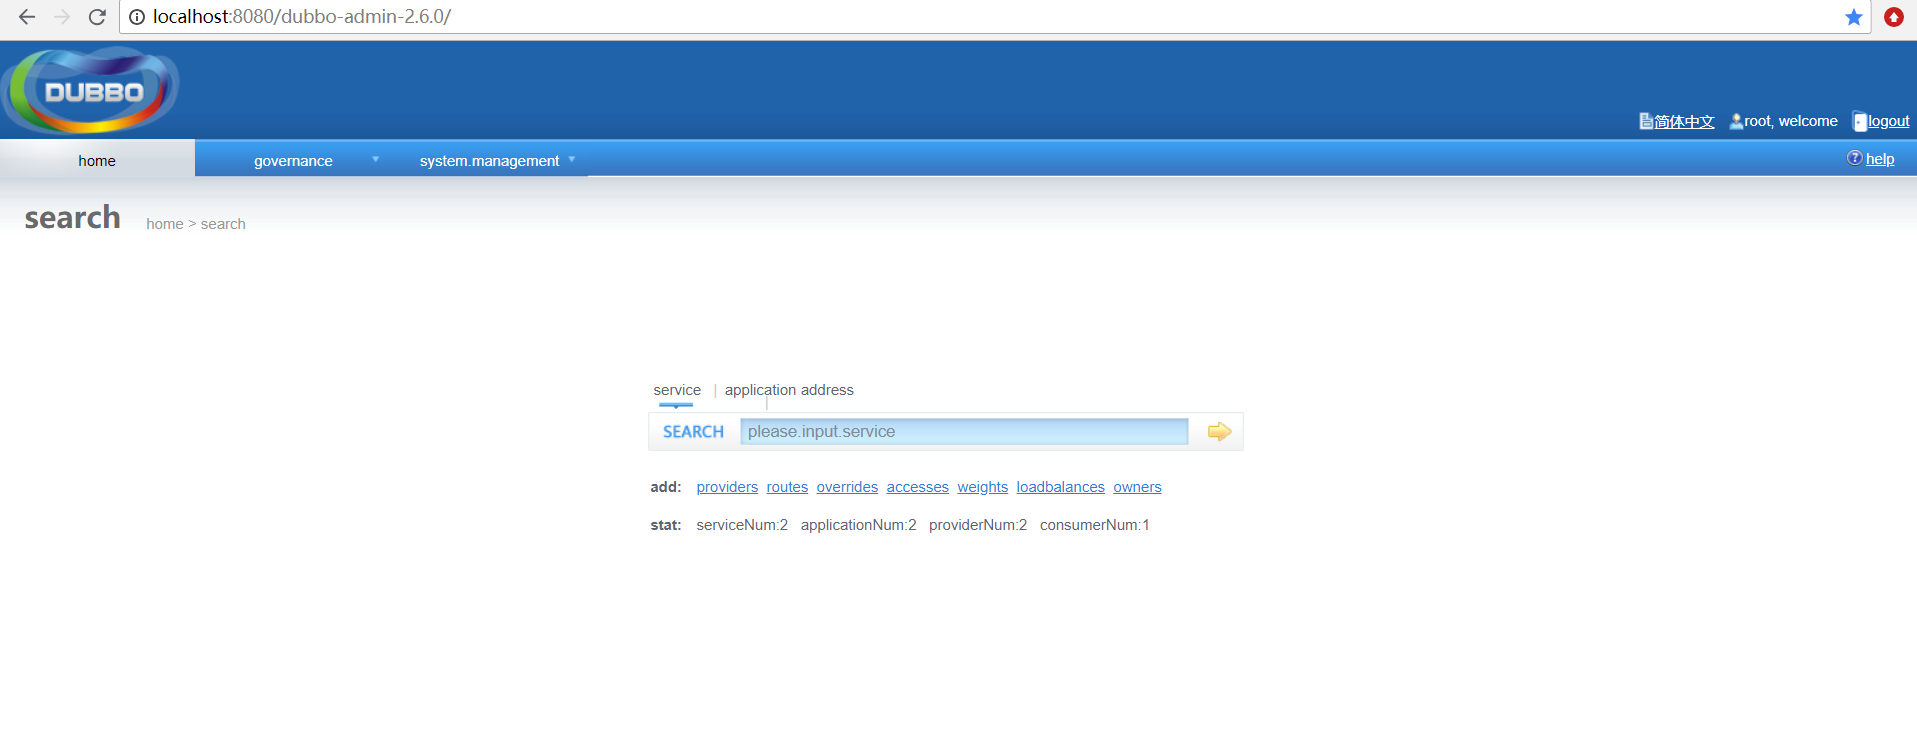 localhost:8080/dubbo-admin-2.6.0/
DUBBO
简体中文 root, welcome logout
home governance system.management help
search home > search
service | application address
SEARCH please.input.service
add: providers routes overrides accesses weights loadbalances owners
stat: serviceNum:2 applicationNum:2 providerNum:2 consumerNum:1